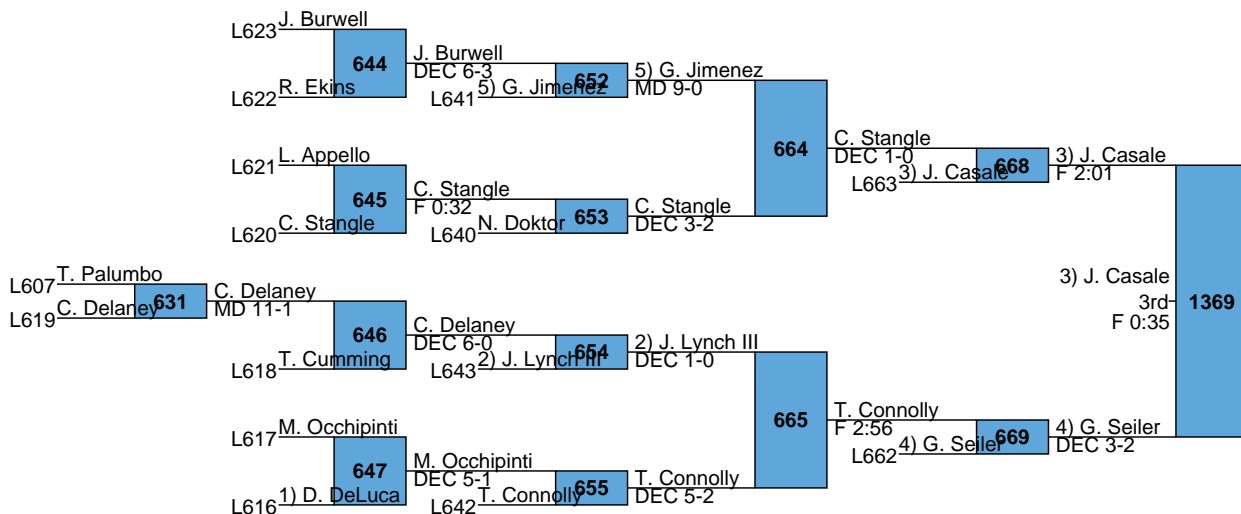 L623 J. Burwell
644
J. Burwell
DEC 6-3
L622 R. Ekins
652
L641 5) G. Jimenez
5) G. Jimenez
MD 9-0
664
L621 L. Appello
645
C. Stangle
F 0:32
L620 C. Stangle
653
L640 N. Doktor
C. Stangle
DEC 3-2
C. Stangle
DEC 1-0
668
L663 3) J. Casale
3) J. Casale
F 2:01
L607 T. Palumbo
631
L619 C. Delaney
C. Delaney
MD 11-1
646
L618 T. Cumming
C. Delaney
DEC 6-0
654
L643 2) J. Lynch III
2) J. Lynch III
DEC 1-0
665
L617 M. Occhipinti
647
L616 1) D. DeLuca
M. Occhipinti
DEC 5-1
655
L642 T. Connolly
T. Connolly
DEC 5-2
T. Connolly
F 2:56
669
L662 4) G. Seiler
4) G. Seiler
DEC 3-2
1369
3) J. Casale
3rd
F 0:35